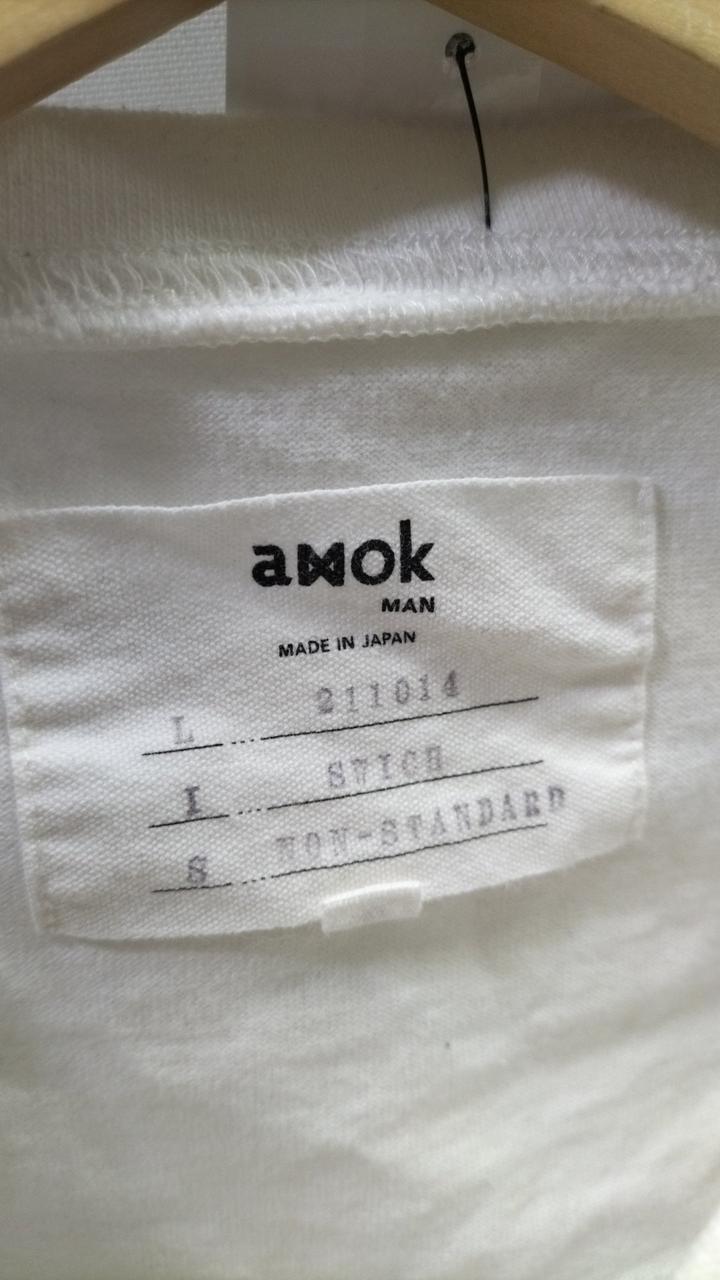 amok
MAN
MADE IN JAPAN
L ... 211014
I ... SWICH
S ... NON-STANDARD